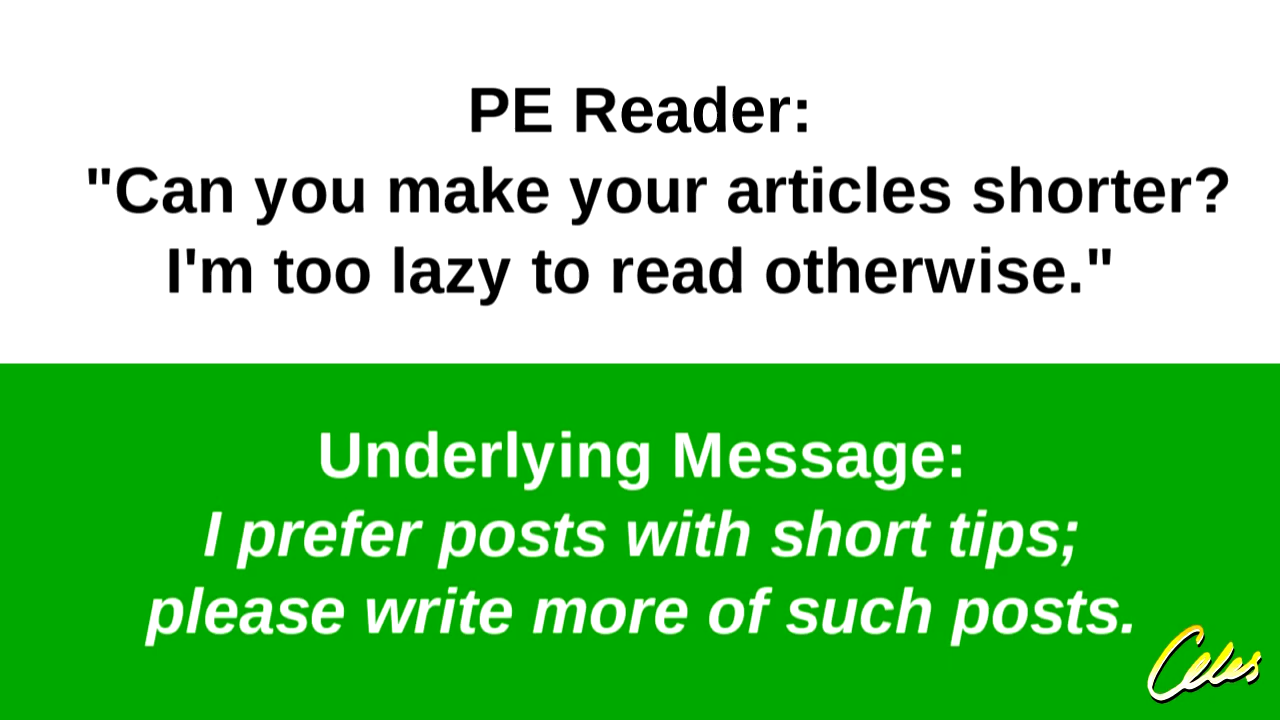 PE Reader:
"Can you make your articles shorter?
I'm too lazy to read otherwise."
Underlying Message:
I prefer posts with short tips;
please write more of such posts.
Celes